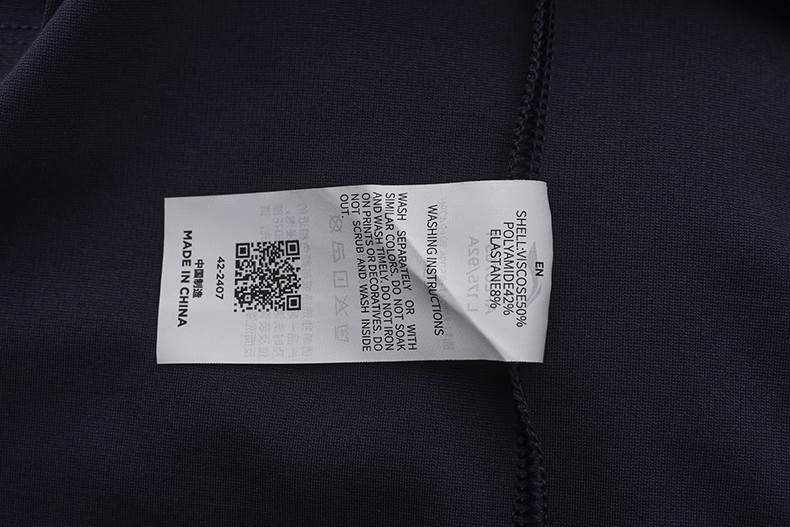 EN
SHELL:VISCOSE50%
POLYAMIDE42%
ELASTANE8%
WASHING INSTRUCTIONS
WASH SEPARATELY OR WITH
SIMILAR COLORS. DO NOT SOAK
AND WASH TIMELY. DO NOT IRON
ON PRINTS OR DECORATIVES. DO
NOT SCRUB AND WASH INSIDE
OUT.
42-2407
中国制造
MADE IN CHINA